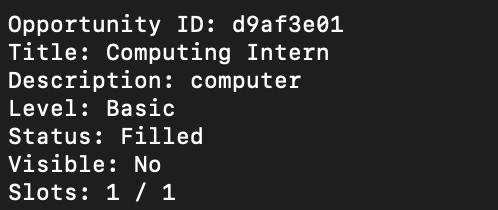 Opportunity ID: d9af3e01
Title: Computing Intern
Description: computer
Level: Basic
Status: Filled
Visible: No
Slots: 1 / 1